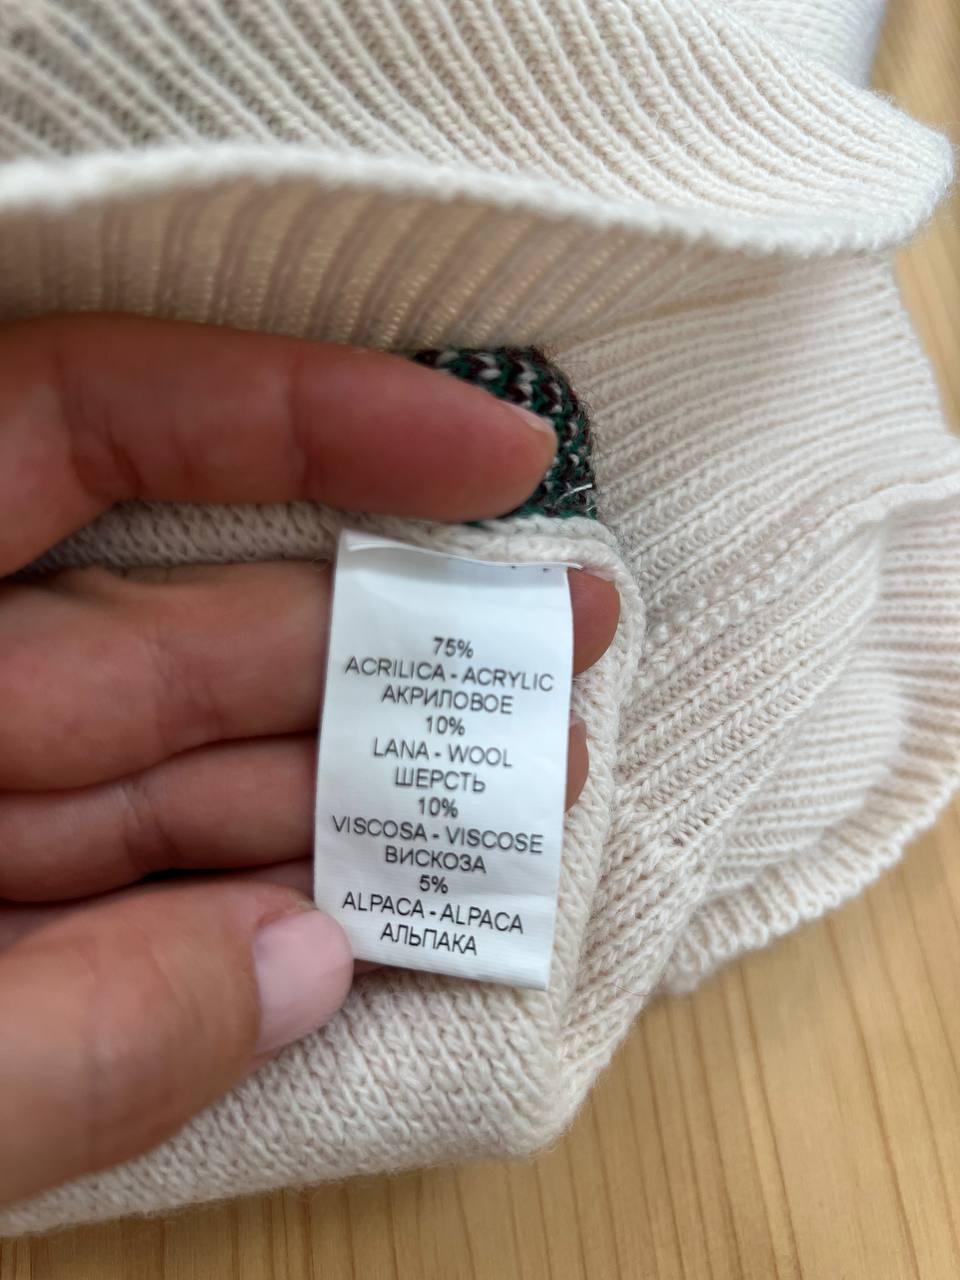 75%
ACRILICA - ACRYLIC
АКРИЛОВОЕ
10%
LANA - WOOL
ШЕРСТЬ
10%
VISCOSA - VISCOSE
ВИСКОЗА
5%
ALPACA - ALPACA
АЛЬПАКА